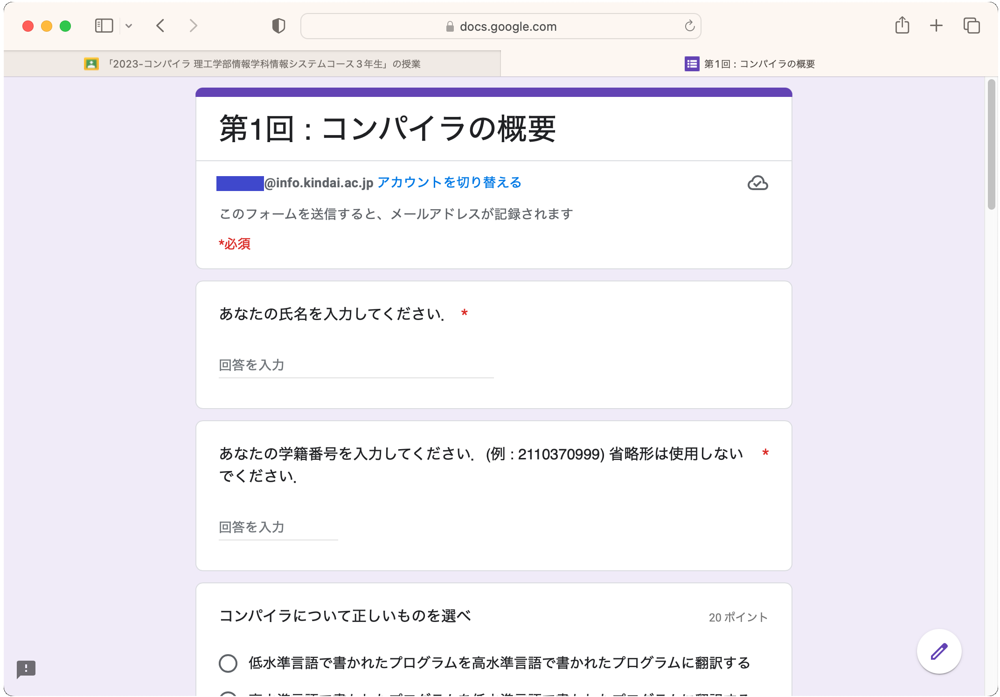 docs.google.com
「2023-コンパイラ 理工学部情報学科情報システムコース３年生」の授業
第1回 : コンパイラの概要
第1回 : コンパイラの概要
@info.kindai.ac.jp アカウントを切り替える
このフォームを送信すると、メールアドレスが記録されます
*必須
あなたの氏名を入力してください． *
回答を入力
あなたの学籍番号を入力してください．(例 : 2110370999) 省略形は使用しない *
でください．
回答を入力
コンパイラについて正しいものを選べ
20 ポイント
低水準言語で書かれたプログラムを高水準言語で書かれたプログラムに翻訳する